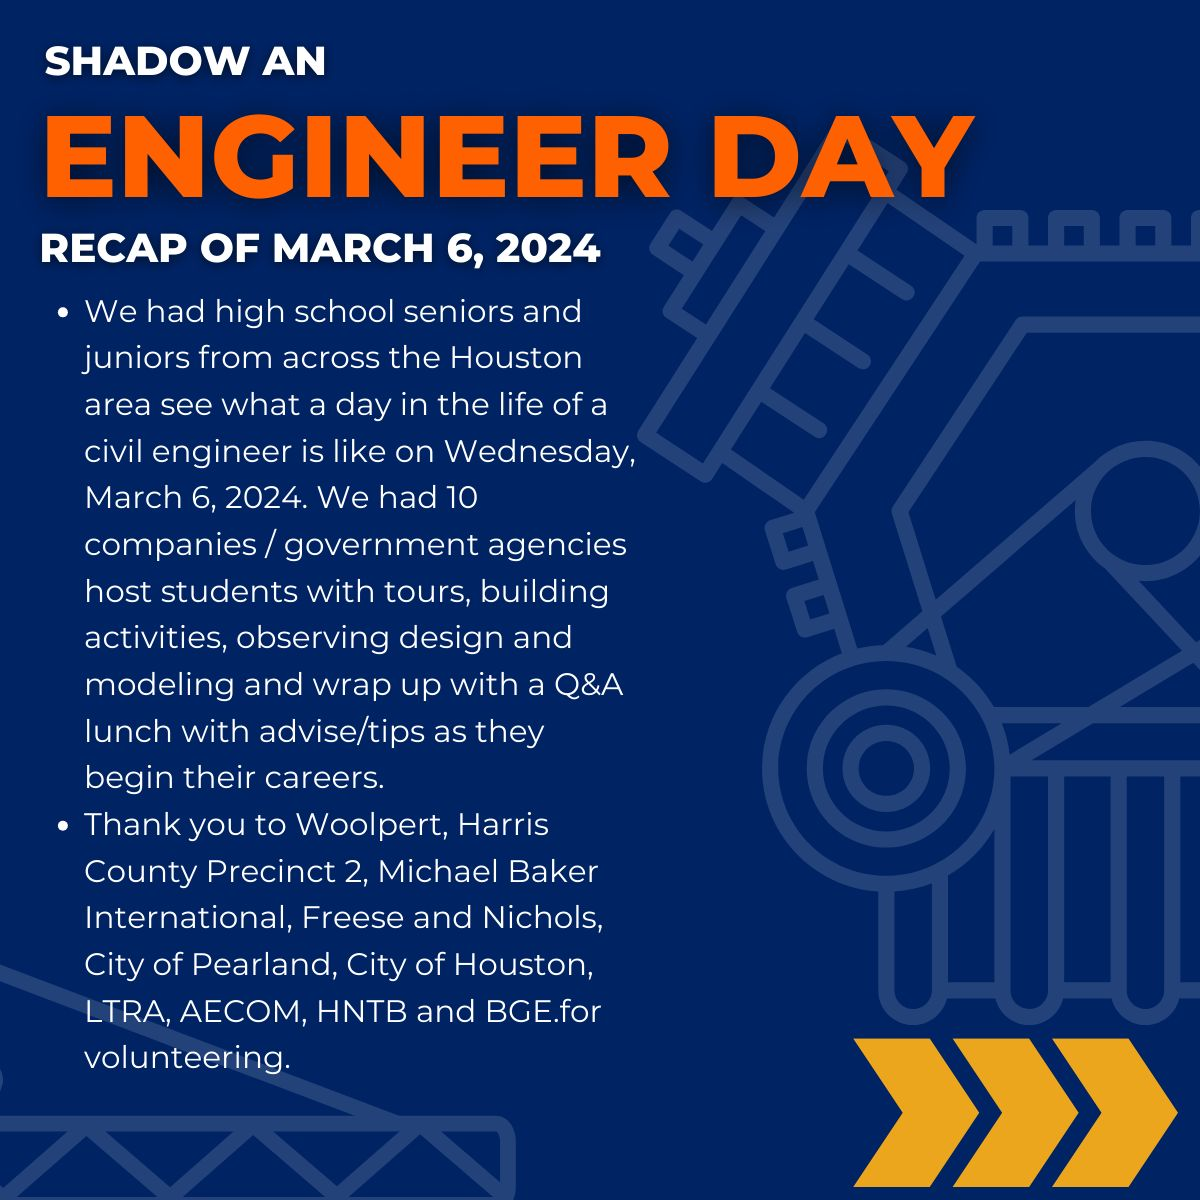 SHADOW AN
ENGINEER DAY
RECAP OF MARCH 6, 2024
• We had high school seniors and
juniors from across the Houston
area see what a day in the life of a
civil engineer is like on Wednesday,
March 6, 2024. We had 10
companies / government agencies
host students with tours, building
activities, observing design and
modeling and wrap up with a Q&A
lunch with advise/tips as they
begin their careers.
• Thank you to Woolpert, Harris
County Precinct 2, Michael Baker
International, Freese and Nichols,
City of Pearland, City of Houston,
LTRA, AECOM, HNTB and BGE.for
volunteering.